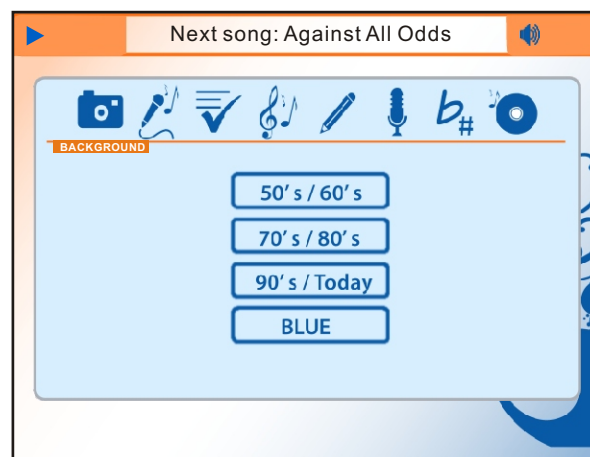 Next song: Against All Odds
BACKGROUND
50's / 60's
70's / 80's
90's / Today
BLUE